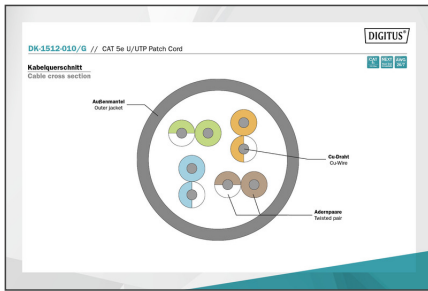 DIGITUS®
DK-1512-010/G // CAT 5e U/UTP Patch Cord
Kabelquerschnitt
Cable cross section
Außenmantel
Outer jacket
Cu-Draht
Cu-Wire
Adernpaare
Twisted pair